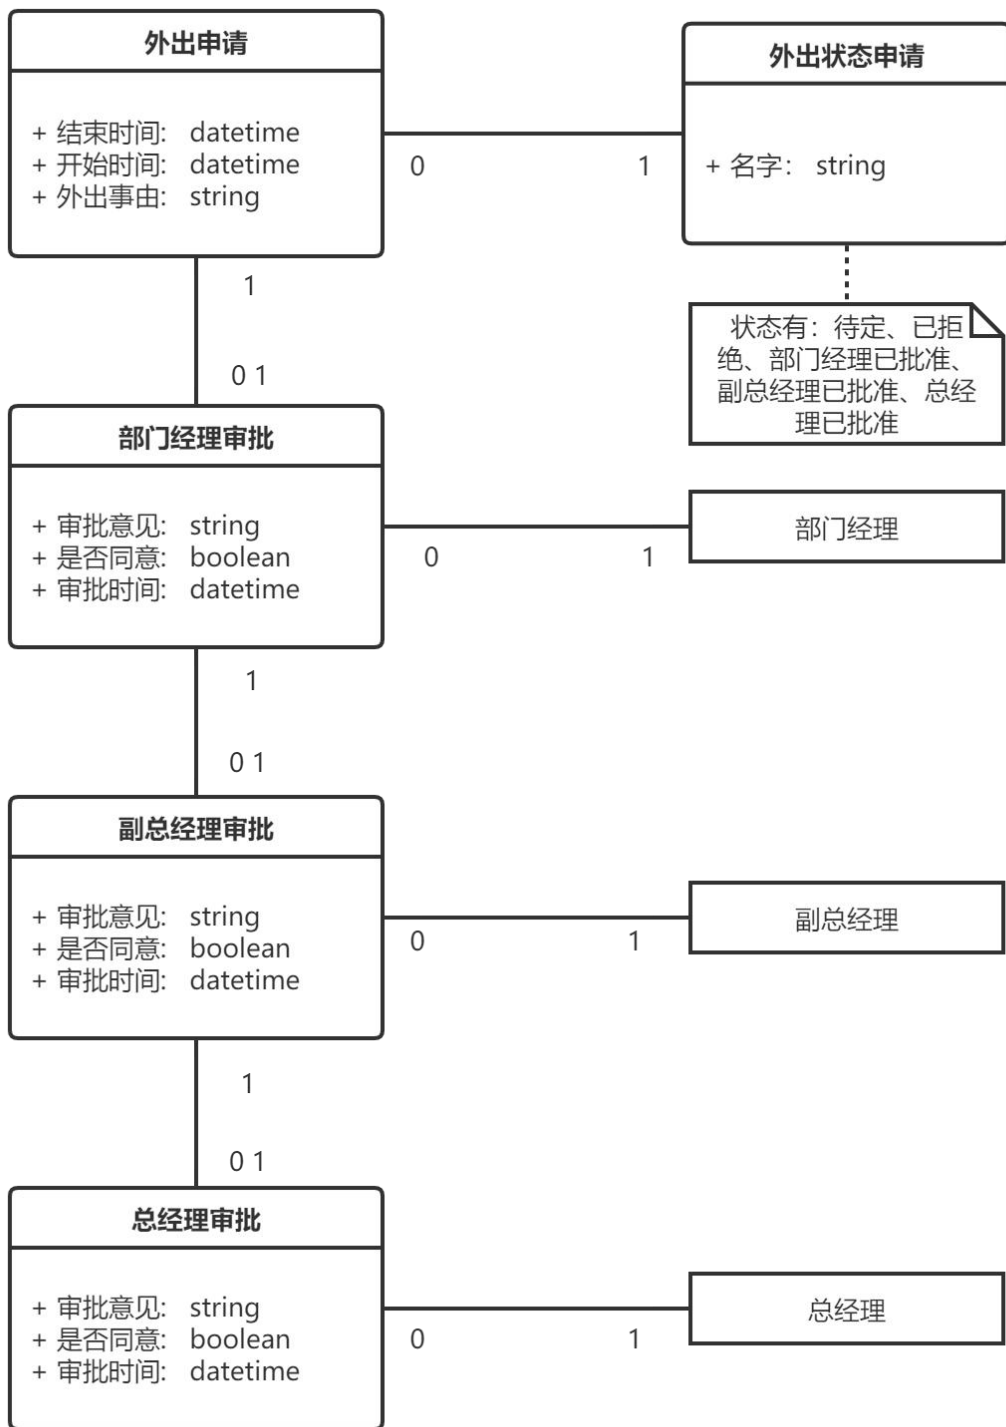 外出申请
+ 结束时间: datetime
+ 开始时间: datetime
+ 外出事由: string
外出状态申请
+ 名字: string
0 1
1
0 1
状态有：待定、已拒
绝、部门经理已批准、
副总经理已批准、总经
理已批准
部门经理审批
+ 审批意见: string
+ 是否同意: boolean
+ 审批时间: datetime
部门经理
0 1
1
0 1
副总经理审批
+ 审批意见: string
+ 是否同意: boolean
+ 审批时间: datetime
副总经理
0 1
1
0 1
总经理审批
+ 审批意见: string
+ 是否同意: boolean
+ 审批时间: datetime
总经理
0 1